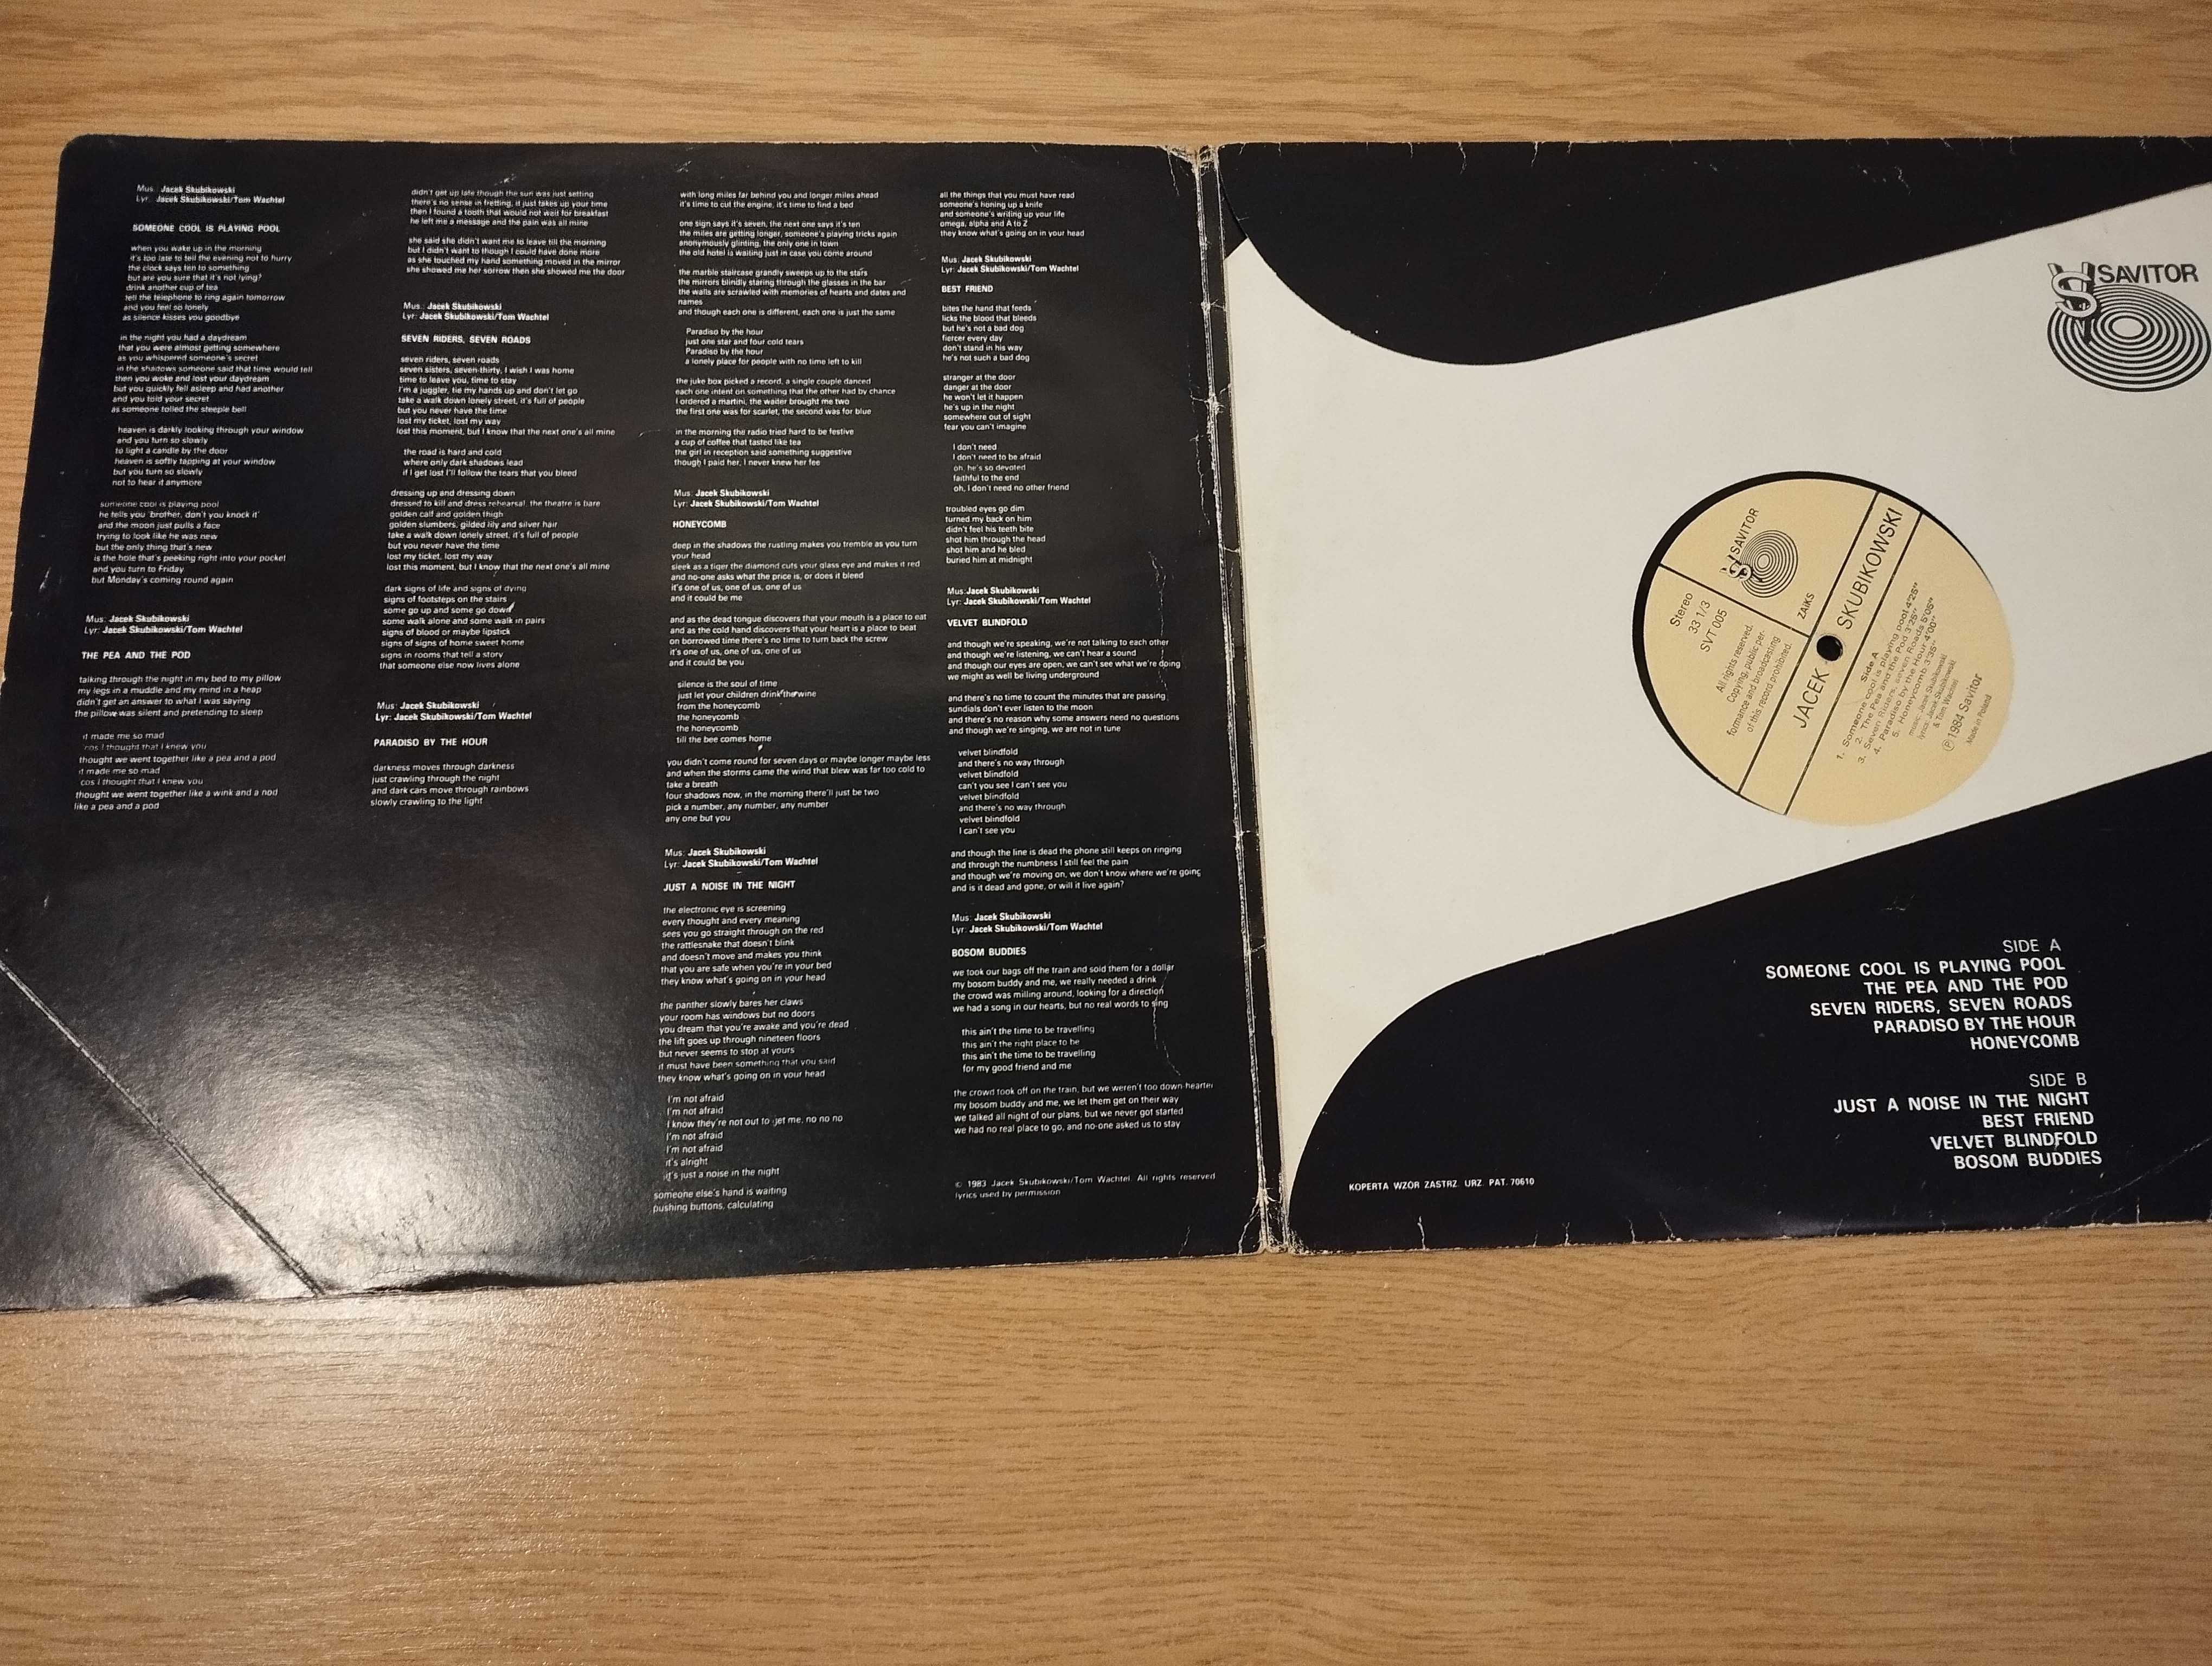 Mus: Jacek Skubikowski
Lyr: Jacek Skubikowski/Tom Wachtel
SOMEONE COOL IS PLAYING POOL
when you wake up in the morning
it's too late to tell the evening not to hurry
the clock says ten to something
but are you sure that it's not lying?
drink another cup of tea
tell the telephone to ring again tomorrow
and you feel so lonely
as silence kisses you goodbye
in the night you had a daydream
that you were almost getting somewhere
as you whispered someone's secret
in the shadows someone said that time would tell
then you woke and lost your daydream
but you quickly fell asleep and had another
and you told your secret
as someone tolled the steeple bell
heaven is darkly looking through your window
and you turn so slowly
to light a candle by the door
heaven is softly tapping at your window
but you turn so slowly
not to hear it anymore
someone cool is playing pool
he tells you 'brother, don't you knock it'
and the moon just pulls a face
trying to look like he was new
but the only thing that's new
is the hole that's peeking right into your pocket
and you turn to Friday
but Monday's coming round again
Mus: Jacek Skubikowski
Lyr: Jacek Skubikowski/Tom Wachtel
THE PEA AND THE POD
talking through the night in my bed to my pillow
my legs in a muddle and my mind in a heap
didn't get an answer to what I was saying
the pillow was silent and pretending to sleep
it made me so mad
'cos I thought that I knew you
thought we went together like a pea and a pod
it made me so mad
'cos I thought that I knew you
thought we went together like a wink and a nod
like a pea and a pod
didn't get up late though the sun was just setting
there's no sense in fretting, it just takes up your time
then I found a tooth that would not wait for breakfast
he left me a message and the pain was all mine
she said she didn't want me to leave till the morning
but I didn't want to though I could have done more
as she touched my hand something moved in the mirror
she showed me her sorrow then she showed me the door
Mus: Jacek Skubikowski
Lyr: Jacek Skubikowski/Tom Wachtel
SEVEN RIDERS, SEVEN ROADS
seven riders, seven roads
seven sisters, seven-thirty, I wish I was home
time to leave you, time to stay
I'm a juggler, tie my hands up and don't let go
take a walk down lonely street, it's full of people
but you never have the time
lost my ticket, lost my way
lost this moment, but I know that the next one's all mine
the road is hard and cold
where only dark shadows lead
if I get lost I'll follow the tears that you bleed
dressing up and dressing down
dressed to kill and dress rehearsal, the theatre is bare
golden calf and golden thigh
golden slumbers, gilded lily and silver hair
take a walk down lonely street, it's full of people
but you never have the time
lost my ticket, lost my way
lost this moment, but I know that the next one's all mine
dark signs of life and signs of dying
signs of footsteps on the stairs
some go up and some go down
some walk alone and some walk in pairs
signs of blood or maybe lipstick
signs of signs of home sweet home
signs in rooms that tell a story
that someone else now lives alone
Mus: Jacek Skubikowski
Lyr: Jacek Skubikowski/Tom Wachtel
PARADISO BY THE HOUR
darkness moves through darkness
just crawling through the night
and dark cars move through rainbows
slowly crawling to the light
with long miles far behind you and longer miles ahead
it's time to cut the engine, it's time to find a bed
one sign says it's seven, the next one says it's ten
the miles are getting longer, someone's playing tricks again
anonymously glinting, the only one in town
the old hotel is waiting just in case you come around
the marble staircase grandly sweeps up to the stars
the mirrors blindly staring through the glasses in the bar
the walls are scrawled with memories of hearts and dates and
names
and though each one is different, each one is just the same
Paradiso by the hour
just one star and four cold tears
Paradiso by the hour
a lonely place for people with no time left to kill
the juke box picked a record, a single couple danced
each one intent on something that the other had by chance
I ordered a martini, the waiter brought me two
the first one was for scarlet, the second was for blue
in the morning the radio tried hard to be festive
a cup of coffee that tasted like tea
the girl in reception said something suggestive
though I paid her, I never knew her fee
Mus: Jacek Skubikowski
Lyr: Jacek Skubikowski/Tom Wachtel
HONEYCOMB
deep in the shadows the rustling makes you tremble as you turn
your head
sleek as a tiger the diamond cuts your glass eye and makes it red
and no-one asks what the price is, or does it bleed
it's one of us, one of us, one of us
and it could be me
and as the dead tongue discovers that your mouth is a place to eat
and as the cold hand discovers that your heart is a place to beat
on borrowed time there's no time to turn back the screw
it's one of us, one of us, one of us
and it could be you
silence is the soul of time
just let your children drink the wine
from the honeycomb
the honeycomb
the honeycomb
till the bee comes home
you didn't come round for seven days or maybe longer maybe less
and when the storms came the wind that blew was far too cold to
take a breath
four shadows now, in the morning there'll just be two
pick a number, any number, any number
any one but you
Mus: Jacek Skubikowski
Lyr: Jacek Skubikowski/Tom Wachtel
JUST A NOISE IN THE NIGHT
the electronic eye is screening
every thought and every meaning
sees you go straight through on the red
the rattlesnake that doesn't blink
and doesn't move and makes you think
that you are safe when you're in your bed
they know what's going on in your head
the panther slowly bares her claws
your room has windows but no doors
you dream that you're awake and you're dead
the lift goes up through nineteen floors
but never seems to stop at yours
it must have been something that you said
they know what's going on in your head
I'm not afraid
I'm not afraid
I know they're not out to get me, no no no
I'm not afraid
I'm not afraid
it's alright
it's just a noise in the night
someone else's hand is waiting
pushing buttons, calculating
all the things that you must have read
someone's honing up a knife
and someone's writing up your life
omega, alpha and A to Z
they know what's going on in your head
Mus: Jacek Skubikowski
Lyr: Jacek Skubikowski/Tom Wachtel
BEST FRIEND
bites the hand that feeds
licks the blood that bleeds
but he's not a bad dog
fiercer every day
don't stand in his way
he's not such a bad dog
stranger at the door
danger at the door
he won't let it happen
he's up in the night
somewhere out of sight
fear you can't imagine
I don't need
I don't need to be afraid
oh, he's so devoted
faithful to the end
oh, I don't need no other friend
troubled eyes go dim
turned my back on him
didn't feel his teeth bite
shot him through the head
shot him and he bled
buried him at midnight
Mus:Jacek Skubikowski
Lyr: Jacek Skubikowski/Tom Wachtel
VELVET BLINDFOLD
and though we're speaking, we're not talking to each other
and though we're listening, we can't hear a sound
and though our eyes are open, we can't see what we're doing
we might as well be living underground
and there's no time to count the minutes that are passing
sundials don't ever listen to the moon
and there's no reason why some answers need no questions
and though we're singing, we are not in tune
velvet blindfold
and there's no way through
velvet blindfold
can't you see I can't see you
velvet blindfold
and there's no way through
velvet blindfold
I can't see you
and though the line is dead the phone still keeps on ringing
and through the numbness I still feel the pain
and though we're moving on, we don't know where we're going
and is it dead and gone, or will it live again?
Mus: Jacek Skubikowski
Lyr: Jacek Skubikowski/Tom Wachtel
BOSOM BUDDIES
we took our bags off the train and sold them for a dollar
my bosom buddy and me, we really needed a drink
the crowd was milling around, looking for a direction
we had a song in our hearts, but no real words to sing
this ain't the time to be travelling
this ain't the right place to be
this ain't the time to be travelling
for my good friend and me
the crowd took off on the train, but we weren't too down-hearted
my bosom buddy and me, we let them get on their way
we talked all night of our plans, but we never got started
we had no real place to go, and no-one asked us to stay
© 1983 Jacek Skubikowski/Tom Wachtel. All rights reserved
lyrics used by permission
SAVITOR
SAVITOR
Stereo
33 1/3
SVT 005
ZAIKS
All rights reserved.
Copying, public per-
formance and broadcasting
of this record prohibited.
JACEK SKUBIKOWSKI
Side A
1. Someone cool is playing pool 4'25"
2. The Pea and the Pod 3'25"
3. Seven Riders, seven Roads 5'05"
4. Paradiso by the Hour 4'00"
5. Honeycomb 3'35"
music: Jacek Skubikowski
lyrics: Jacek Skubikowski
& Tom Wachtel
℗ 1984 Savitor
Made in Poland
SIDE A
SOMEONE COOL IS PLAYING POOL
THE PEA AND THE POD
SEVEN RIDERS, SEVEN ROADS
PARADISO BY THE HOUR
HONEYCOMB
SIDE B
JUST A NOISE IN THE NIGHT
BEST FRIEND
VELVET BLINDFOLD
BOSOM BUDDIES
KOPERTA WZÓR ZASTRZ. URZ. PAT. 70610